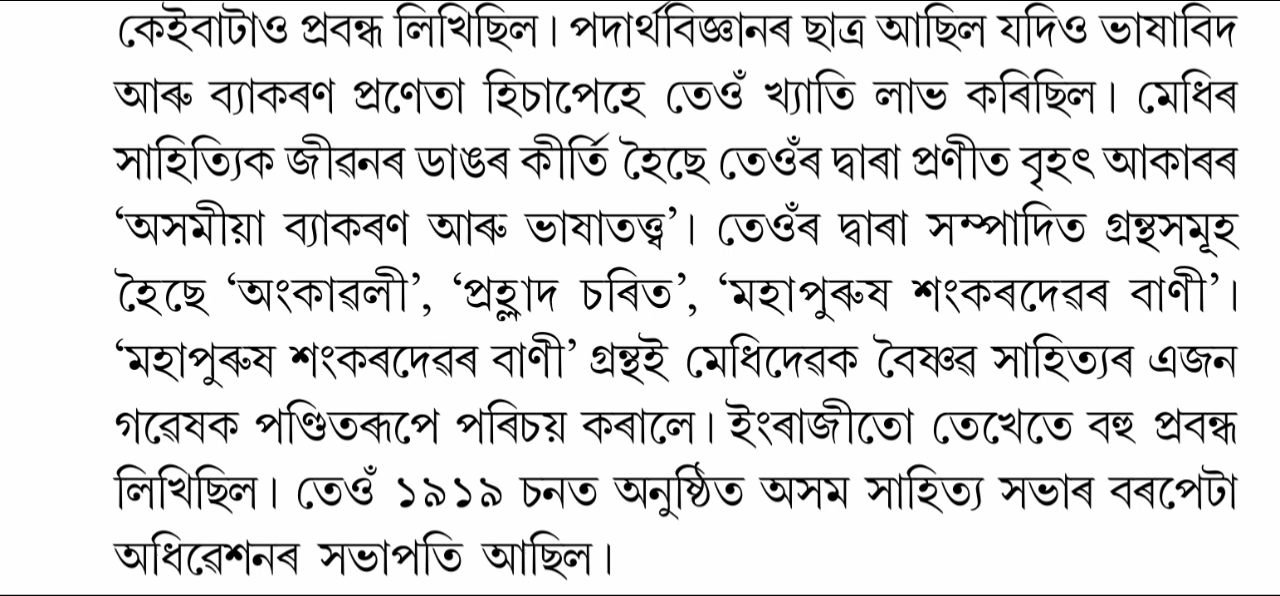 কেইবাটাও প্ৰবন্ধ লিখিছিল। পদাৰ্থবিজ্ঞানৰ ছাত্ৰ আছিল যদিও ভাষাবিদ
আৰু ব্যাকৰণ প্ৰণেতা হিচাপেহে তেওঁ খ্যাতি লাভ কৰিছিল। মেধিৰ
সাহিত্যিক জীৱনৰ ডাঙৰ কীৰ্তি হৈছে তেওঁৰ দ্বাৰা প্ৰণীত বৃহৎ আকাৰৰ
‘অসমীয়া ব্যাকৰণ আৰু ভাষাতত্ত্ব’। তেওঁৰ দ্বাৰা সম্পাদিত গ্ৰন্থসমূহ
হৈছে ‘অংকাৱলী’, ‘প্ৰহ্লাদ চৰিত’, ‘মহাপুৰুষ শংকৰদেৱৰ বাণী’।
‘মহাপুৰুষ শংকৰদেৱৰ বাণী’ গ্ৰন্থই মেধিদেৱক বৈষ্ণৱ সাহিত্যৰ এজন
গৱেষক পণ্ডিতৰূপে পৰিচয় কৰালে। ইংৰাজীতো তেখেতে বহু প্ৰবন্ধ
লিখিছিল। তেওঁ ১৯১৯ চনত অনুষ্ঠিত অসম সাহিত্য সভাৰ বৰপেটা
অধিৱেশনৰ সভাপতি আছিল।